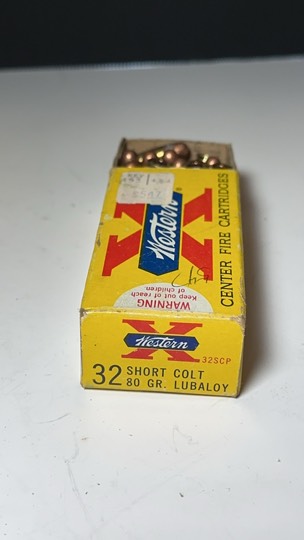 Western
X
CENTER FIRE CARTRIDGES
®
WARNING
Keep out of reach
of children
X
Western
32SCP
32 SHORT COLT
80 GR. LUBALOY